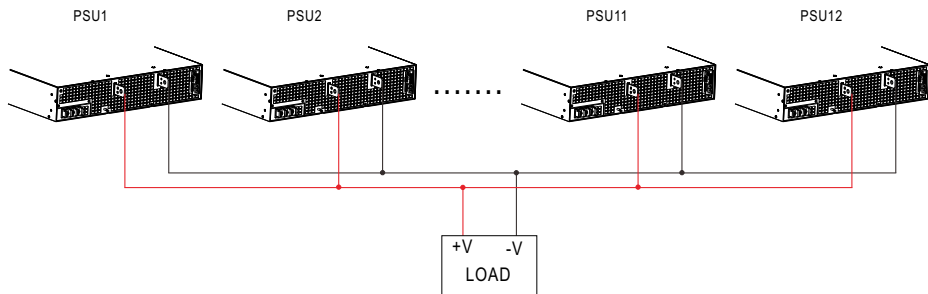 PSU1 PSU2 PSU11 PSU12
.......
+V -V
LOAD